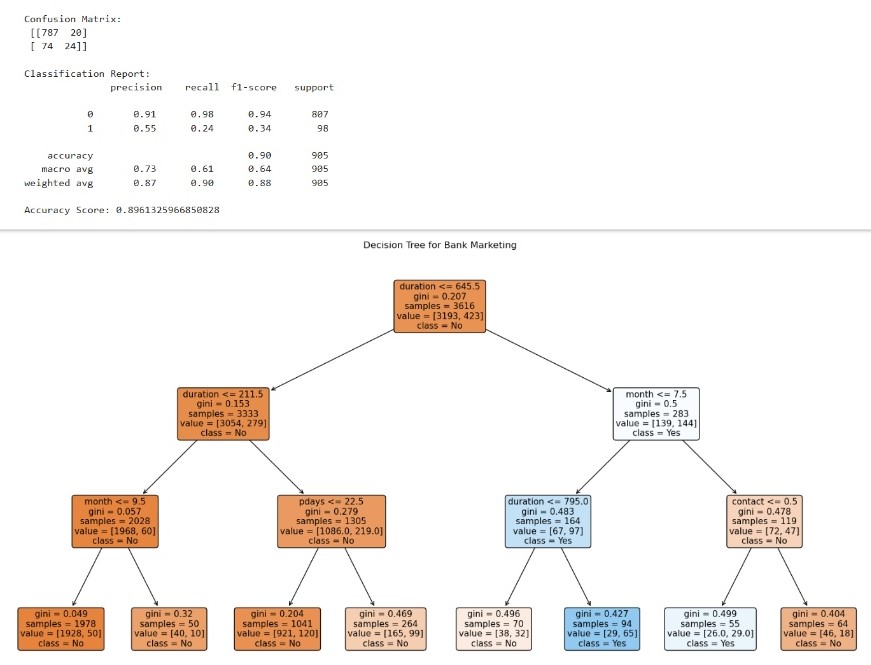 Confusion Matrix:
[[787 20]
[ 74 24]]
Classification Report:
precision recall f1-score support
0 0.91 0.98 0.94 807
1 0.55 0.24 0.34 98
accuracy 0.90 905
macro avg 0.73 0.61 0.64 905
weighted avg 0.87 0.90 0.88 905
Accuracy Score: 0.8961325966850828
Decision Tree for Bank Marketing
duration <= 645.5
gini = 0.207
samples = 3616
value = [3193, 423]
class = No
duration <= 211.5
gini = 0.153
samples = 3333
value = [3054, 279]
class = No
month <= 7.5
gini = 0.5
samples = 283
value = [139, 144]
class = Yes
month <= 9.5
gini = 0.057
samples = 2028
value = [1968, 60]
class = No
pdays <= 22.5
gini = 0.279
samples = 1305
value = [1086.0, 219.0]
class = No
duration <= 795.0
gini = 0.483
samples = 164
value = [67, 97]
class = Yes
contact <= 0.5
gini = 0.478
samples = 119
value = [72, 47]
class = No
gini = 0.049
samples = 1978
value = [1928, 50]
class = No
gini = 0.32
samples = 50
value = [40, 10]
class = No
gini = 0.204
samples = 1041
value = [921, 120]
class = No
gini = 0.469
samples = 264
value = [165, 99]
class = No
gini = 0.496
samples = 70
value = [38, 32]
class = No
gini = 0.427
samples = 94
value = [29, 65]
class = Yes
gini = 0.499
samples = 55
value = [26.0, 29.0]
class = Yes
gini = 0.404
samples = 64
value = [46, 18]
class = No